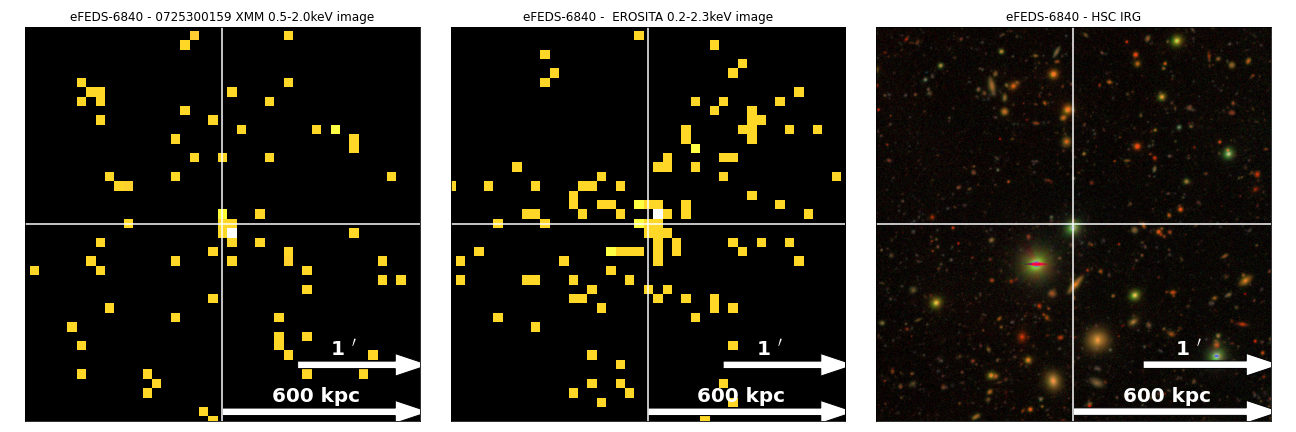 eFEDS-6840 - 0725300159 XMM 0.5-2.0keV image
1 ′
600 kpc
eFEDS-6840 -  EROSITA 0.2-2.3keV image
1 ′
600 kpc
eFEDS-6840 - HSC IRG
1 ′
600 kpc